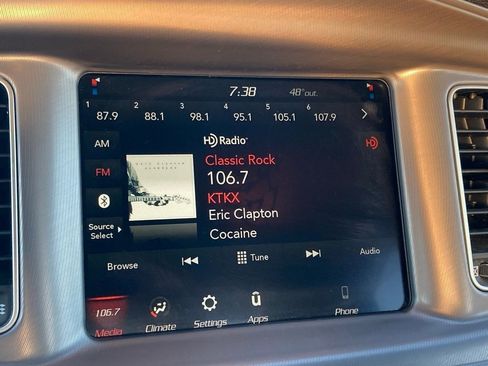 7:38 48° out.
1 2 3 4 5 6
87.9 88.1 98.1 95.1 105.1 107.9
HD Radio™
AM
Classic Rock
FM
106.7
KTKX
Eric Clapton
Source
Select
Cocaine
Browse Tune Audio
106.7
Media Climate Settings Apps Phone